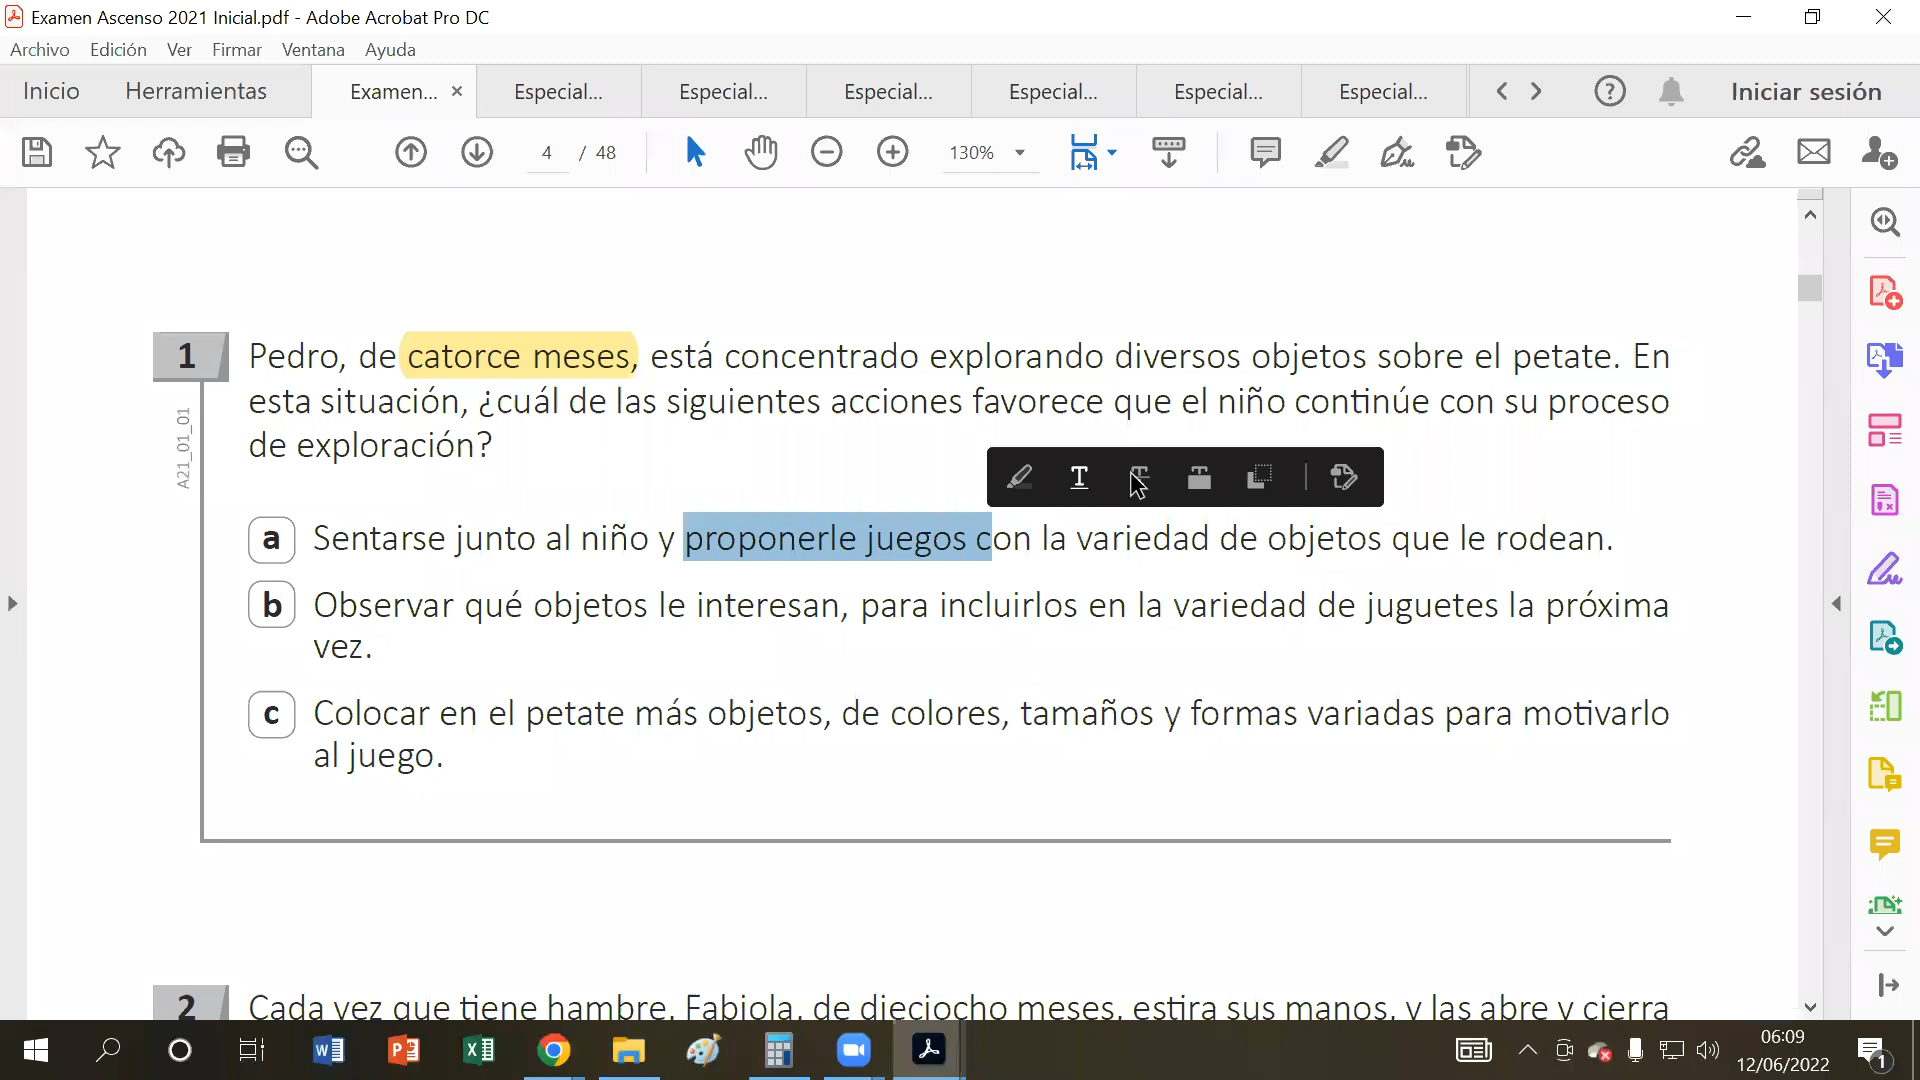 Examen Ascenso 2021 Inicial.pdf - Adobe Acrobat Pro DC
Archivo Edición Ver Firmar Ventana Ayuda
Inicio Herramientas Examen... × Especial... Especial... Especial... Especial... Especial... Especial... Iniciar sesión
4 / 48 130%
1 Pedro, de catorce meses, está concentrado explorando diversos objetos sobre el petate. En
esta situación, ¿cuál de las siguientes acciones favorece que el niño continúe con su proceso
de exploración?
A21_01_01
a Sentarse junto al niño y proponerle juegos con la variedad de objetos que le rodean.
b Observar qué objetos le interesan, para incluirlos en la variedad de juguetes la próxima
vez.
c Colocar en el petate más objetos, de colores, tamaños y formas variadas para motivarlo
al juego.
2 Cada vez que tiene hambre, Fabiola, de dieciocho meses, estira sus manos, y las abre y cierra
06:09
12/06/2022
1